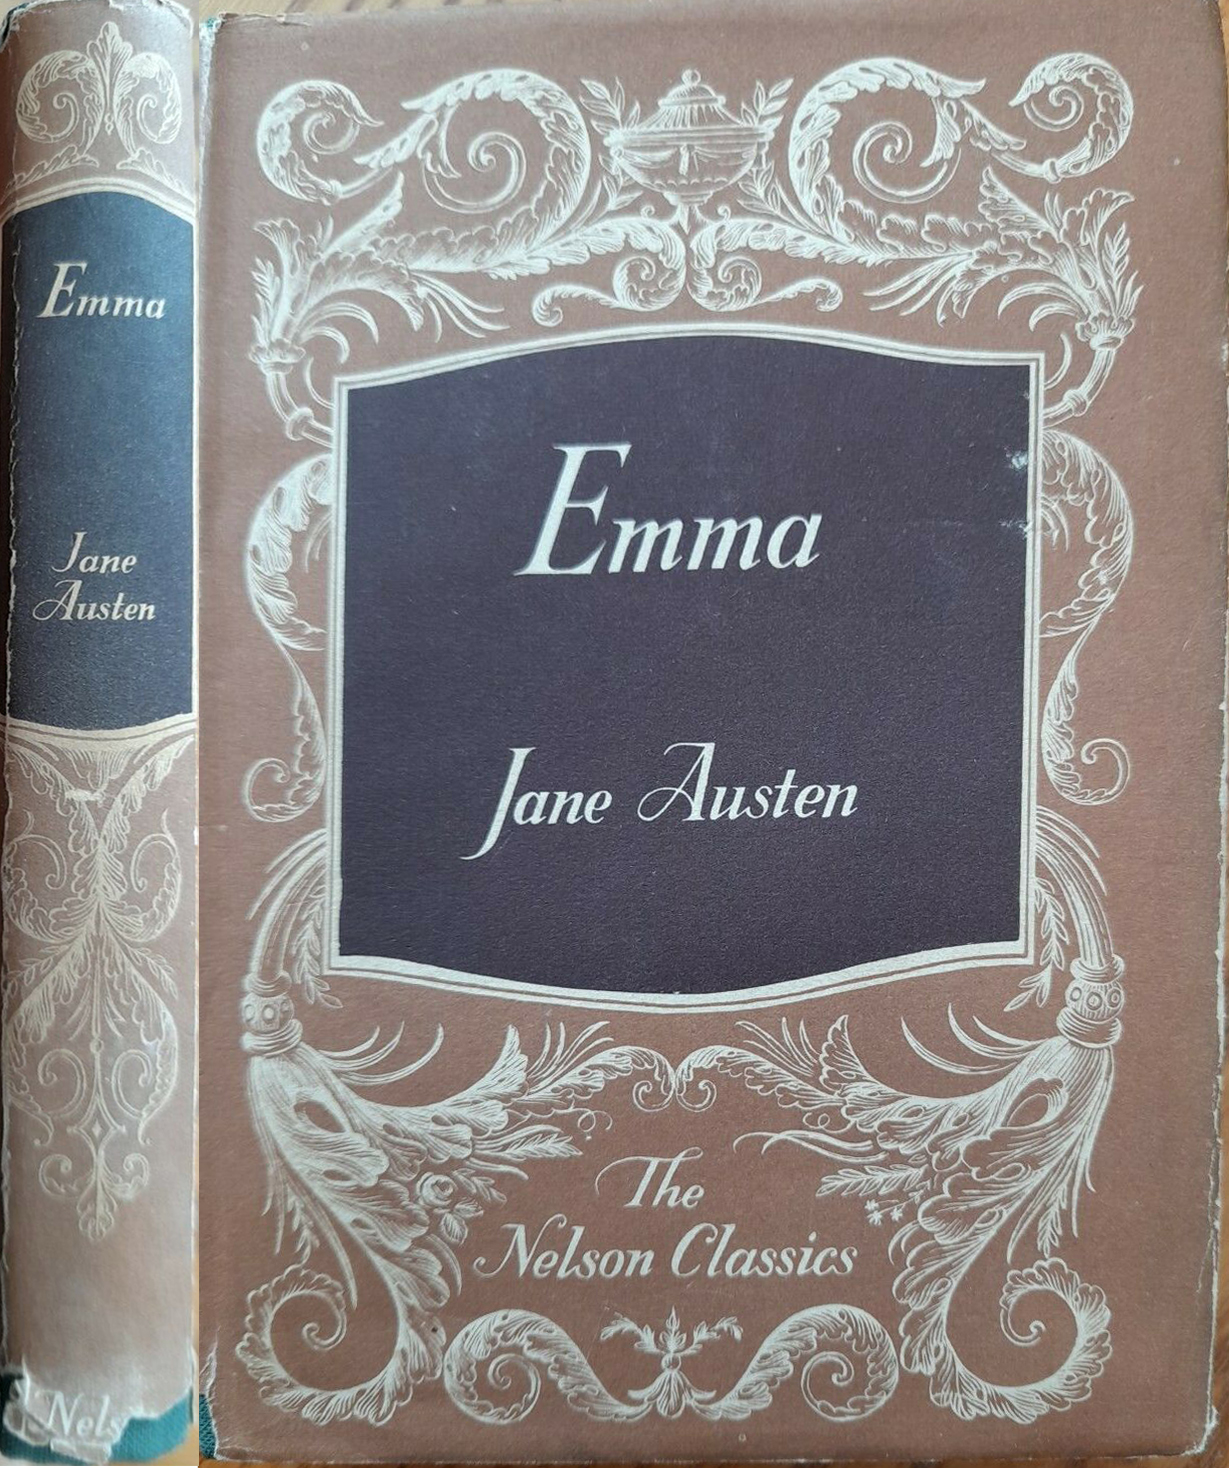 Emma
Jane
Austen
Emma
Jane Austen
The
Nelson Classics